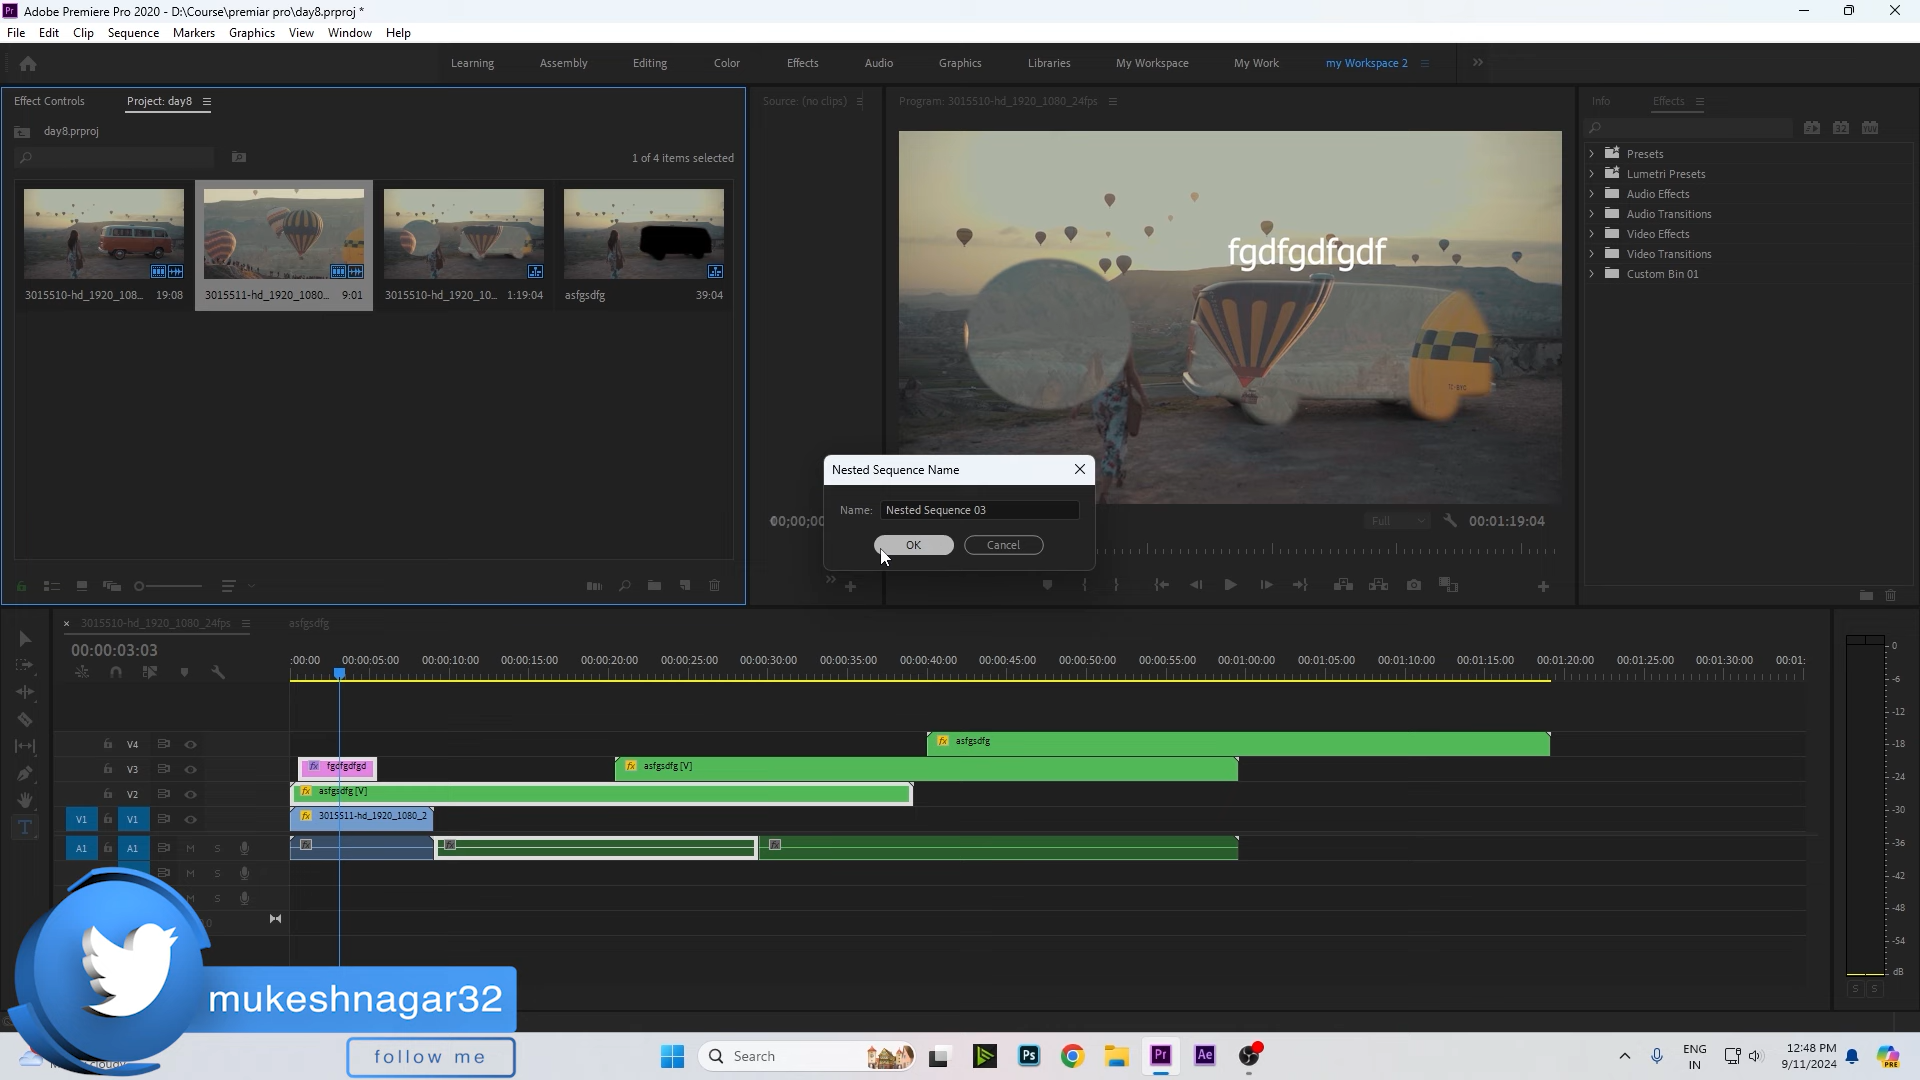 Adobe Premiere Pro 2020 - D:\Course\premiar pro\day8.prproj *
File Edit Clip Sequence Markers Graphics View Window Help
Learning Assembly Editing Color Effects Audio Graphics Libraries My Workspace My Work my Workspace 2
Effect Controls Project: day8
Source: (no clips)
Program: 3015510-hd_1920_1080_24fps
Info Effects
day8.prproj
1 of 4 items selected
3015510-hd_1920_108... 19:08
3015511-hd_1920_1080... 9:01
3015510-hd_1920_10... 1:19:04
asfgsdfg 39:04
fgdfgdfgdf
Presets
Lumetri Presets
Audio Effects
Audio Transitions
Video Effects
Video Transitions
Custom Bin 01
Nested Sequence Name
Name: Nested Sequence 03
OK Cancel
Full 00:01:19:04
3015510-hd_1920_1080_24fps asfgsdfg
00:00:03:03
:00:00 00:00:05:00 00:00:10:00 00:00:15:00 00:00:20:00 00:00:25:00 00:00:30:00 00:00:35:00 00:00:40:00 00:00:45:00 00:00:50:00 00:00:55:00 00:01:00:00 00:01:05:00 00:01:10:00 00:01:15:00 00:01:20:00 00:01:25:00 00:01:30:00 00:01:
V4 asfgsdfg
V3 fgdfgdfgd asfgsdfg [V]
V2 asfgsdfg [V]
V1 V1 3015511-hd_1920_1080_2
A1 A1 M S
M S
M S
0
-6
-12
-18
-24
-30
-36
-42
-48
-54
dB
S S
mukeshnagar32
follow me
Search
ENG
IN
12:48 PM
9/11/2024